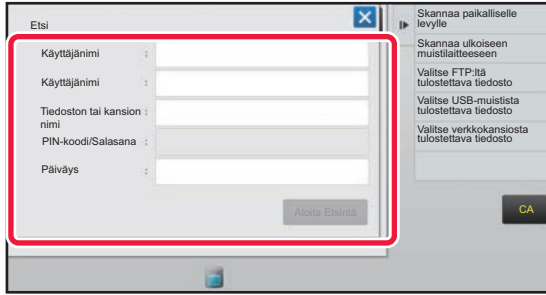 Etsi
Käyttäjänimi :
Käyttäjänimi :
Tiedoston tai kansion :
nimi
PIN-koodi/Salasana :
Päiväys :
Aloita Etsintä
Skannaa paikalliselle
levylle
Skannaa ulkoiseen
muistilaitteeseen
Valitse FTP:ltä
tulostettava tiedosto
Valitse USB-muistista
tulostettava tiedosto
Valitse verkkokansiosta
tulostettava tiedosto
CA